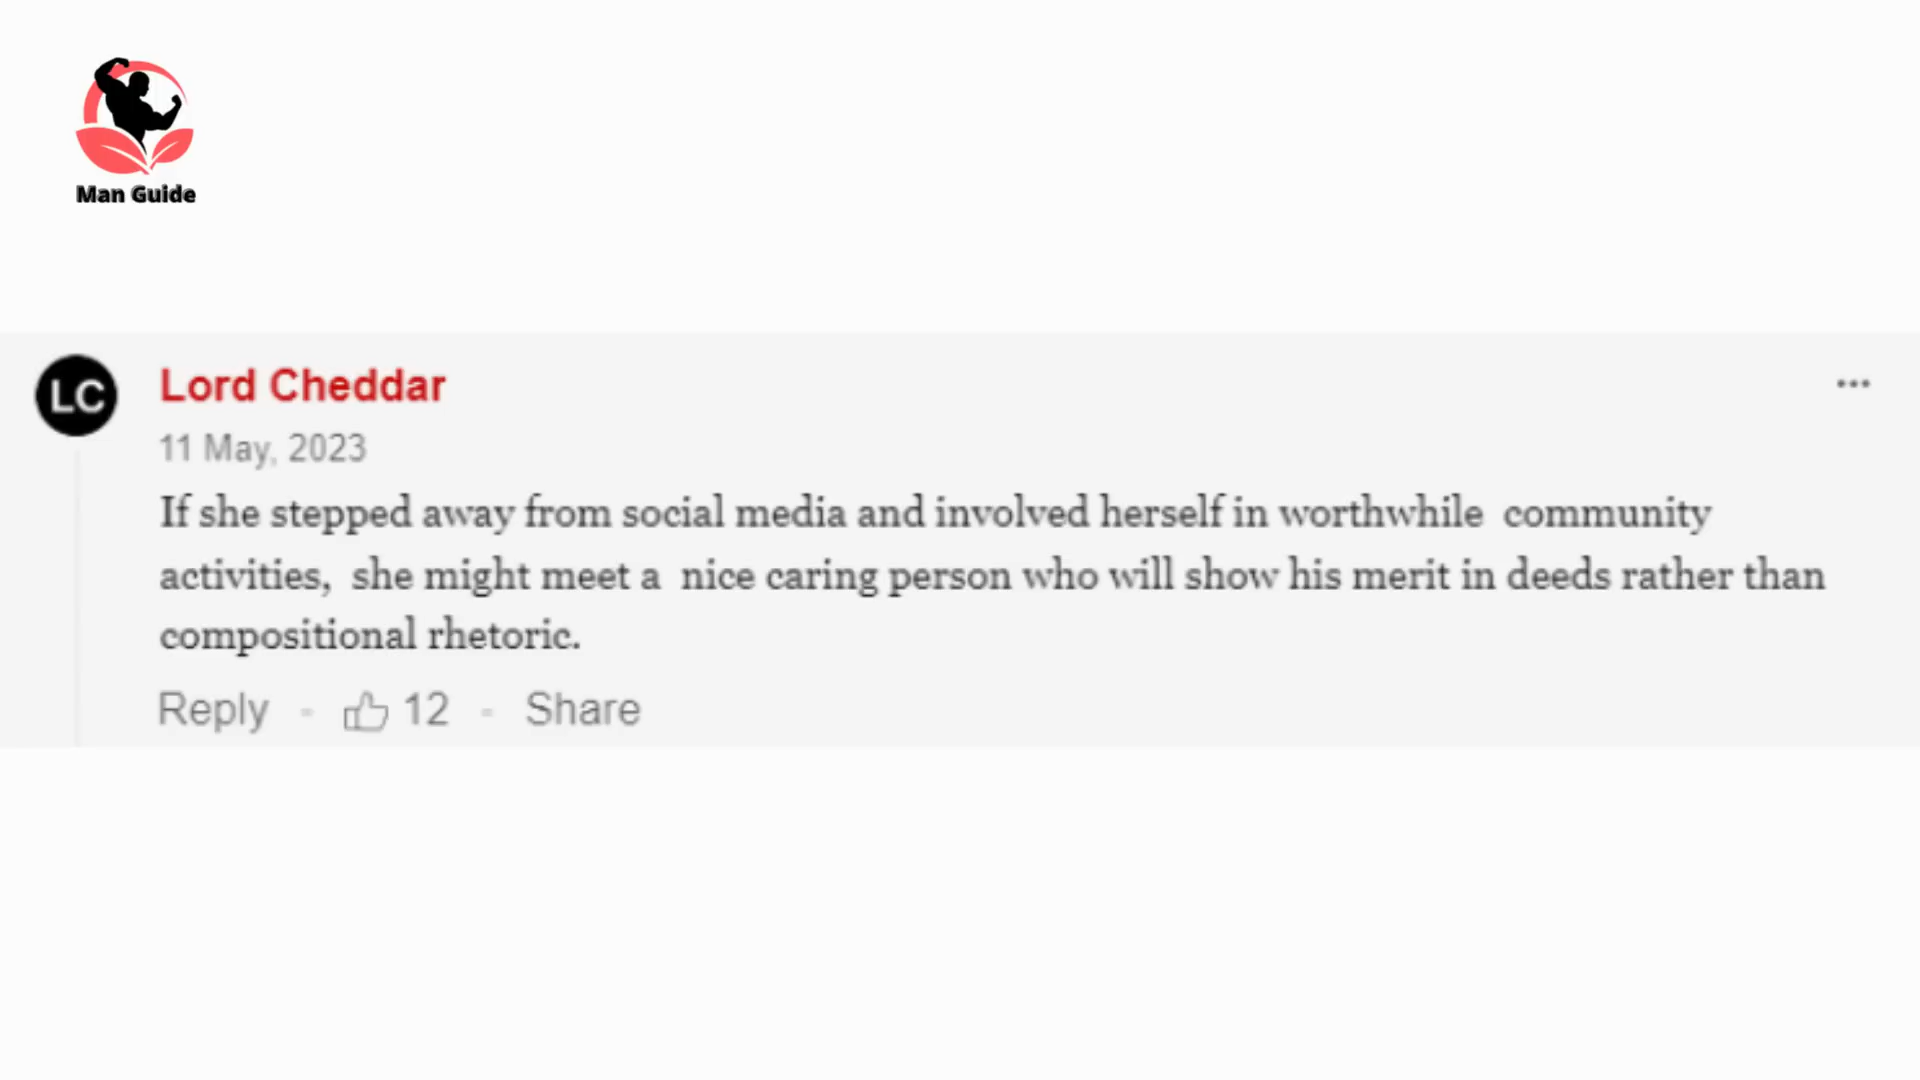 Man Guide
LC
Lord Cheddar
11 May, 2023
If she stepped away from social media and involved herself in worthwhile community
activities, she might meet a nice caring person who will show his merit in deeds rather than
compositional rhetoric.
Reply - 12 - Share